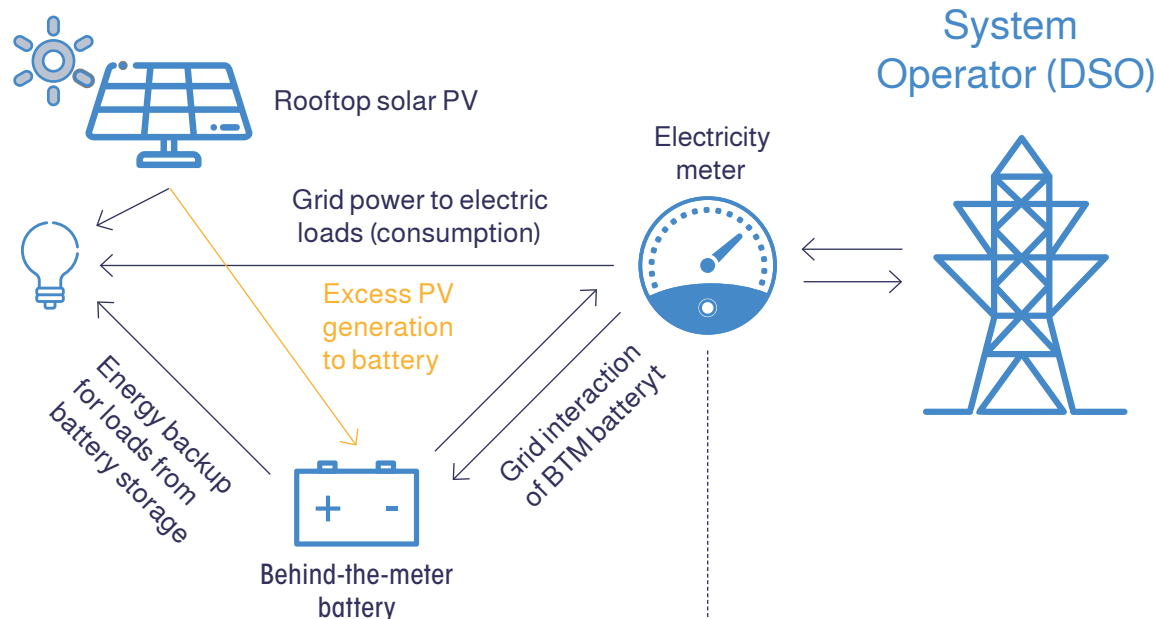 System
Operator (DSO)
Rooftop solar PV
Electricity
meter
Grid power to electric
loads (consumption)
Excess PV
generation
to battery
Energy backup
for loads from
battery storage
Grid interaction
of BTM batteryt
+ -
Behind-the-meter
battery